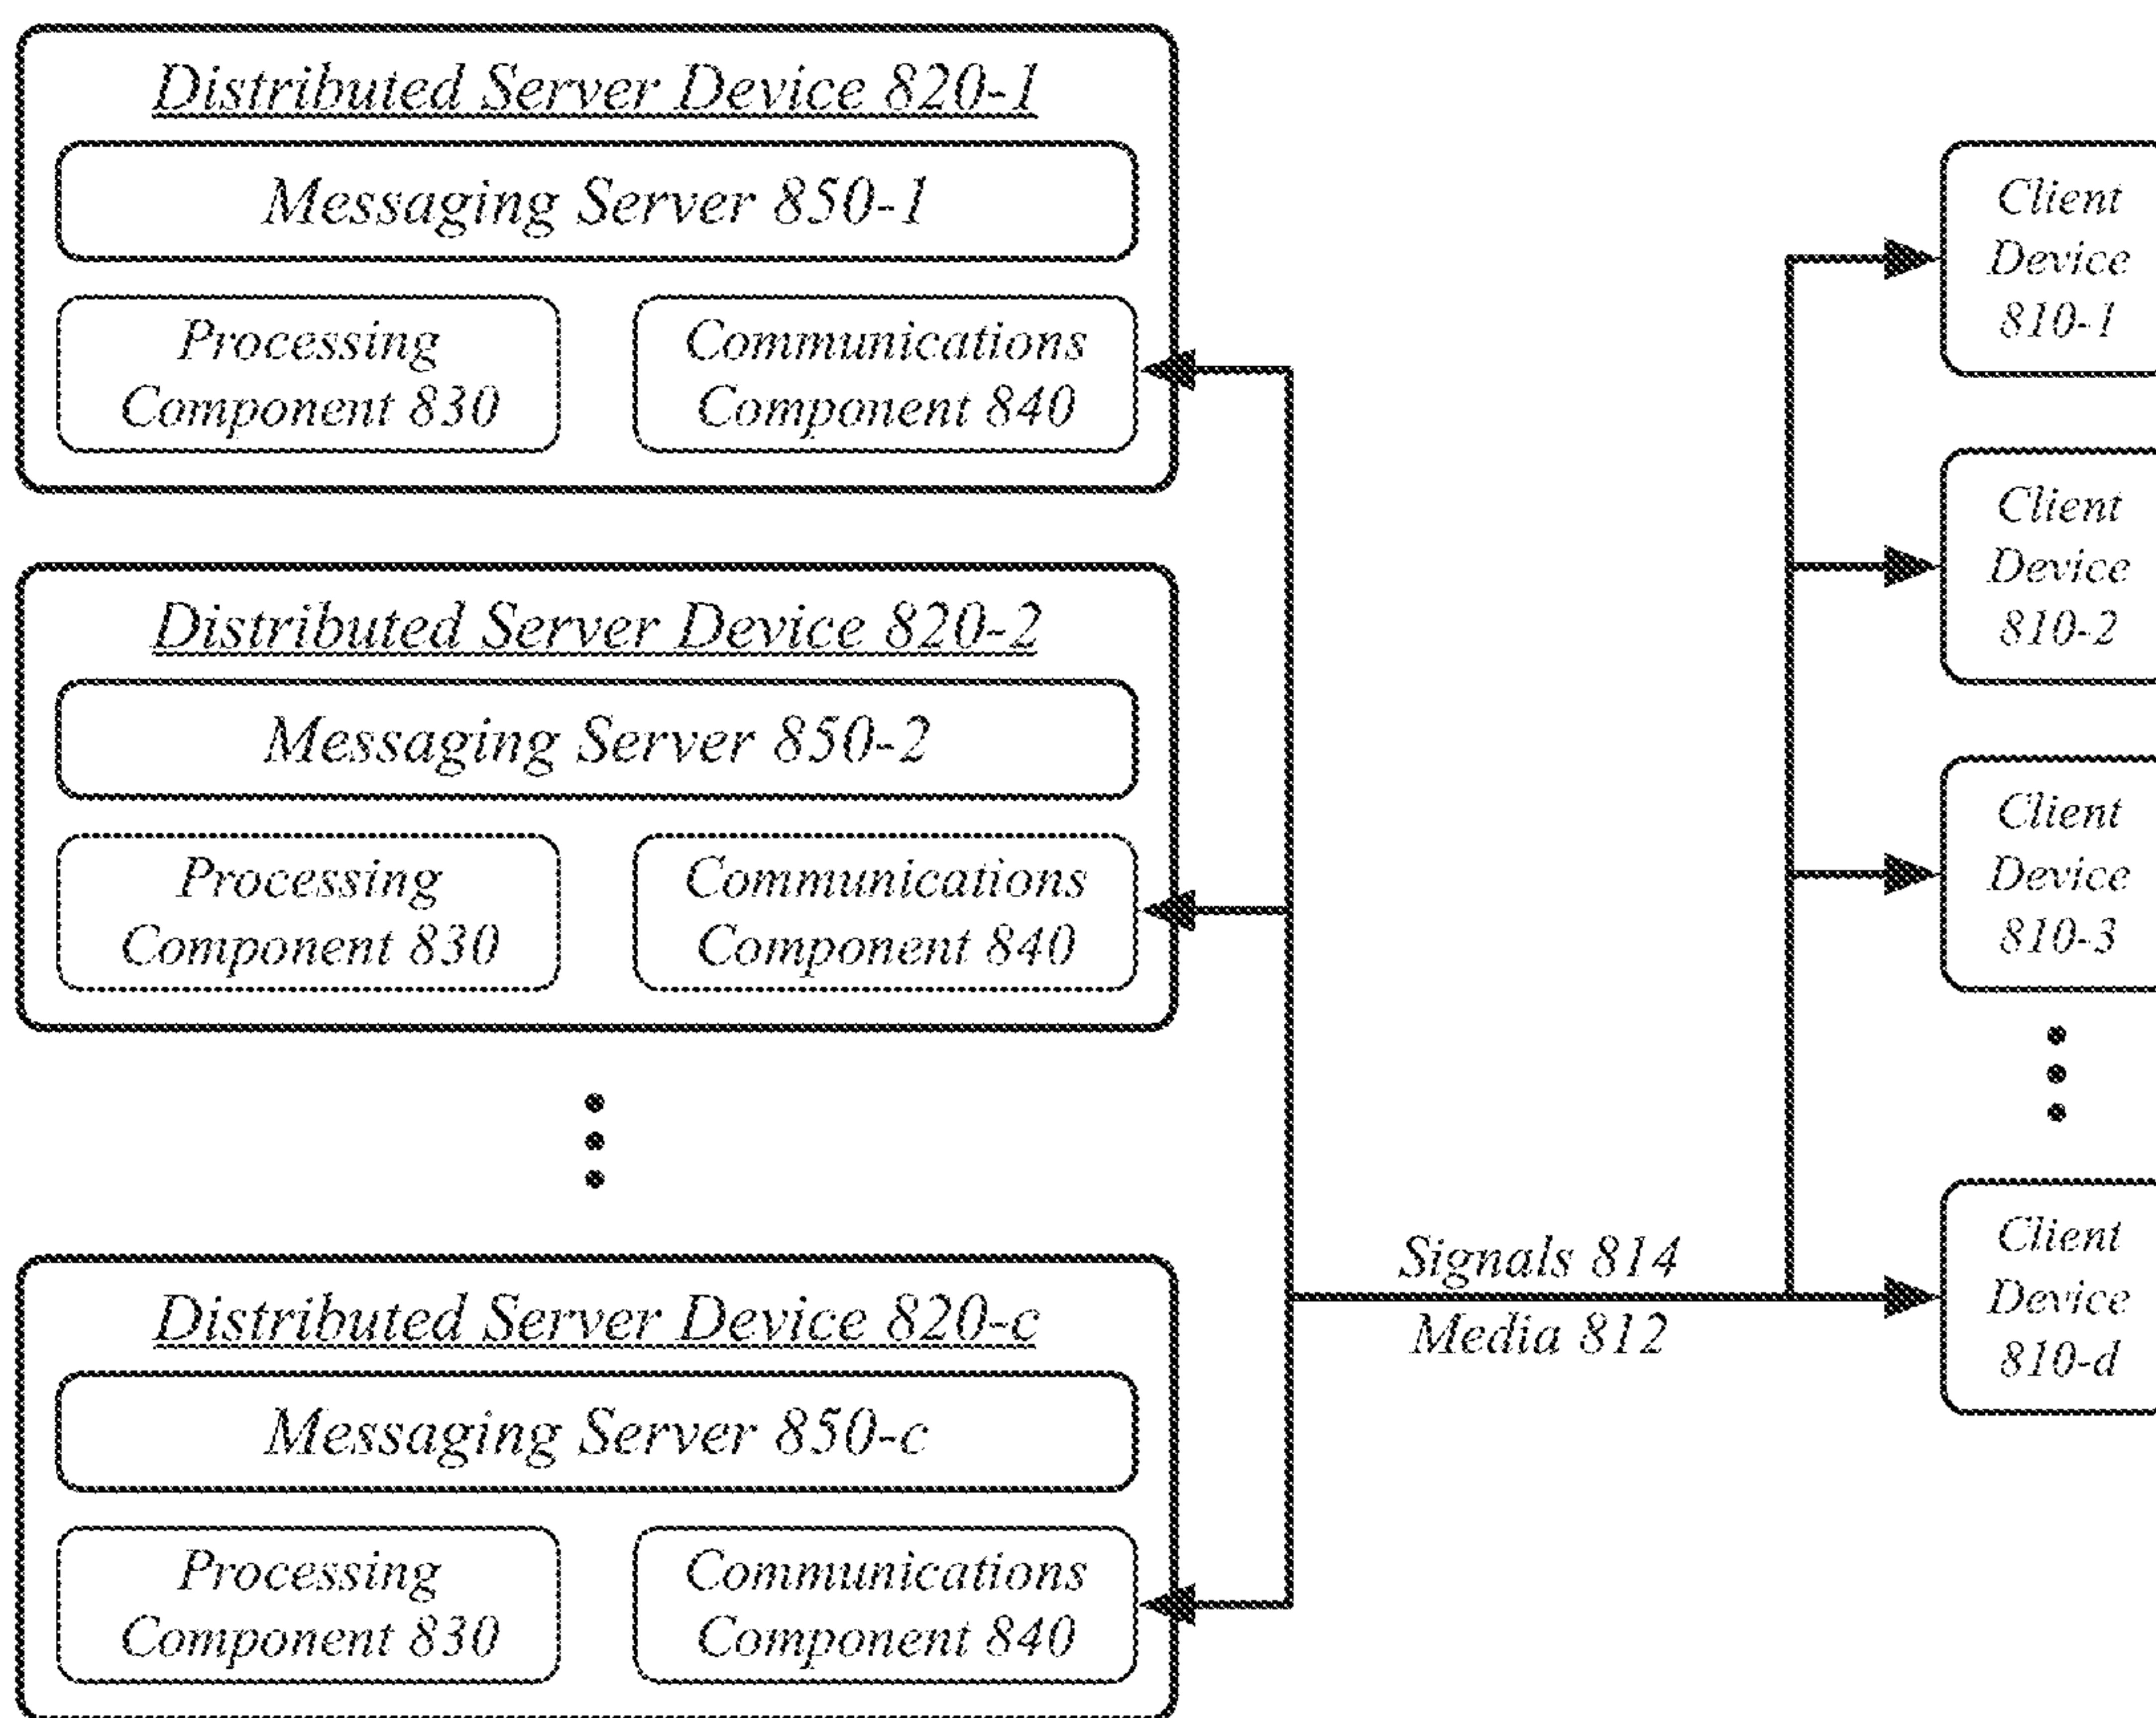 Distributed Server Device 820-1
Messaging Server 850-1
Processing
Component 830
Communications
Component 840
Distributed Server Device 820-2
Messaging Server 850-2
Processing
Component 830
Communications
Component 840
Distributed Server Device 820-c
Messaging Server 850-c
Processing
Component 830
Communications
Component 840
Signals 814
Media 812
Client
Device
810-1
Client
Device
810-2
Client
Device
810-3
Client
Device
810-d